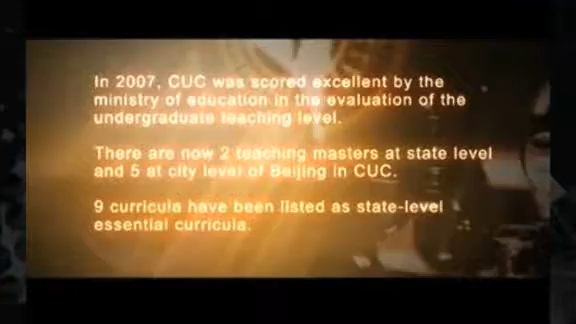 In 2007, CUC was scored excellent by the
ministry of education in the evaluation of the
undergraduate teaching level.
There are now 2 teaching masters at state level
and 5 at city level of Beijing in CUC.
9 curricula have been listed as state-level
essential curricula.